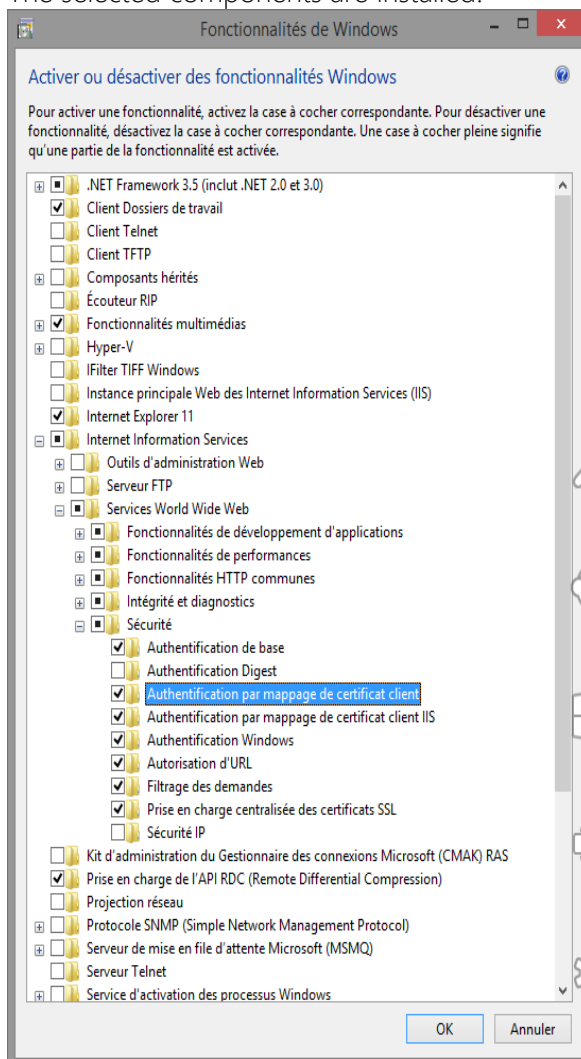 The selected components are installed:
Fonctionnalités de Windows
Activer ou désactiver des fonctionnalités Windows
Pour activer une fonctionnalité, activez la case à cocher correspondante. Pour désactiver une
fonctionnalité, désactivez la case à cocher correspondante. Une case à cocher pleine signifie
qu'une partie de la fonctionnalité est activée.
.NET Framework 3.5 (inclut .NET 2.0 et 3.0)
Client Dossiers de travail
Client Telnet
Client TFTP
Composants hérités
Écouteur RIP
Fonctionnalités multimédias
Hyper-V
IFilter TIFF Windows
Instance principale Web des Internet Information Services (IIS)
Internet Explorer 11
Internet Information Services
Outils d'administration Web
Serveur FTP
Services World Wide Web
Fonctionnalités de développement d'applications
Fonctionnalités de performances
Fonctionnalités HTTP communes
Intégrité et diagnostics
Sécurité
Authentification de base
Authentification Digest
Authentification par mappage de certificat client
Authentification par mappage de certificat client IIS
Authentification Windows
Autorisation d'URL
Filtrage des demandes
Prise en charge centralisée des certificats SSL
Sécurité IP
Kit d'administration du Gestionnaire des connexions Microsoft (CMAK) RAS
Prise en charge de l'API RDC (Remote Differential Compression)
Projection réseau
Protocole SNMP (Simple Network Management Protocol)
Serveur de mise en file d'attente Microsoft (MSMQ)
Serveur Telnet
Service d'activation des processus Windows
OK
Annuler